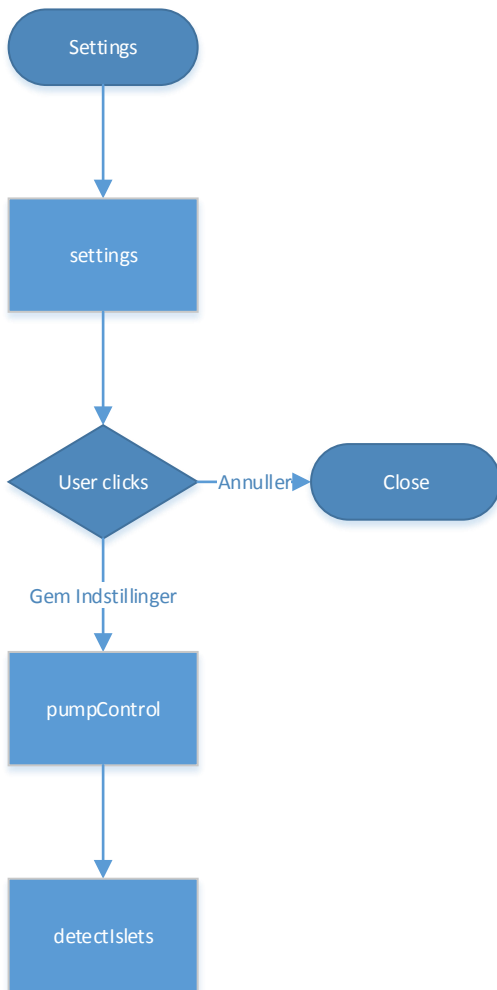 Settings
settings
User clicks
Annuller
Close
Gem Indstillinger
pumpControl
detectIslets